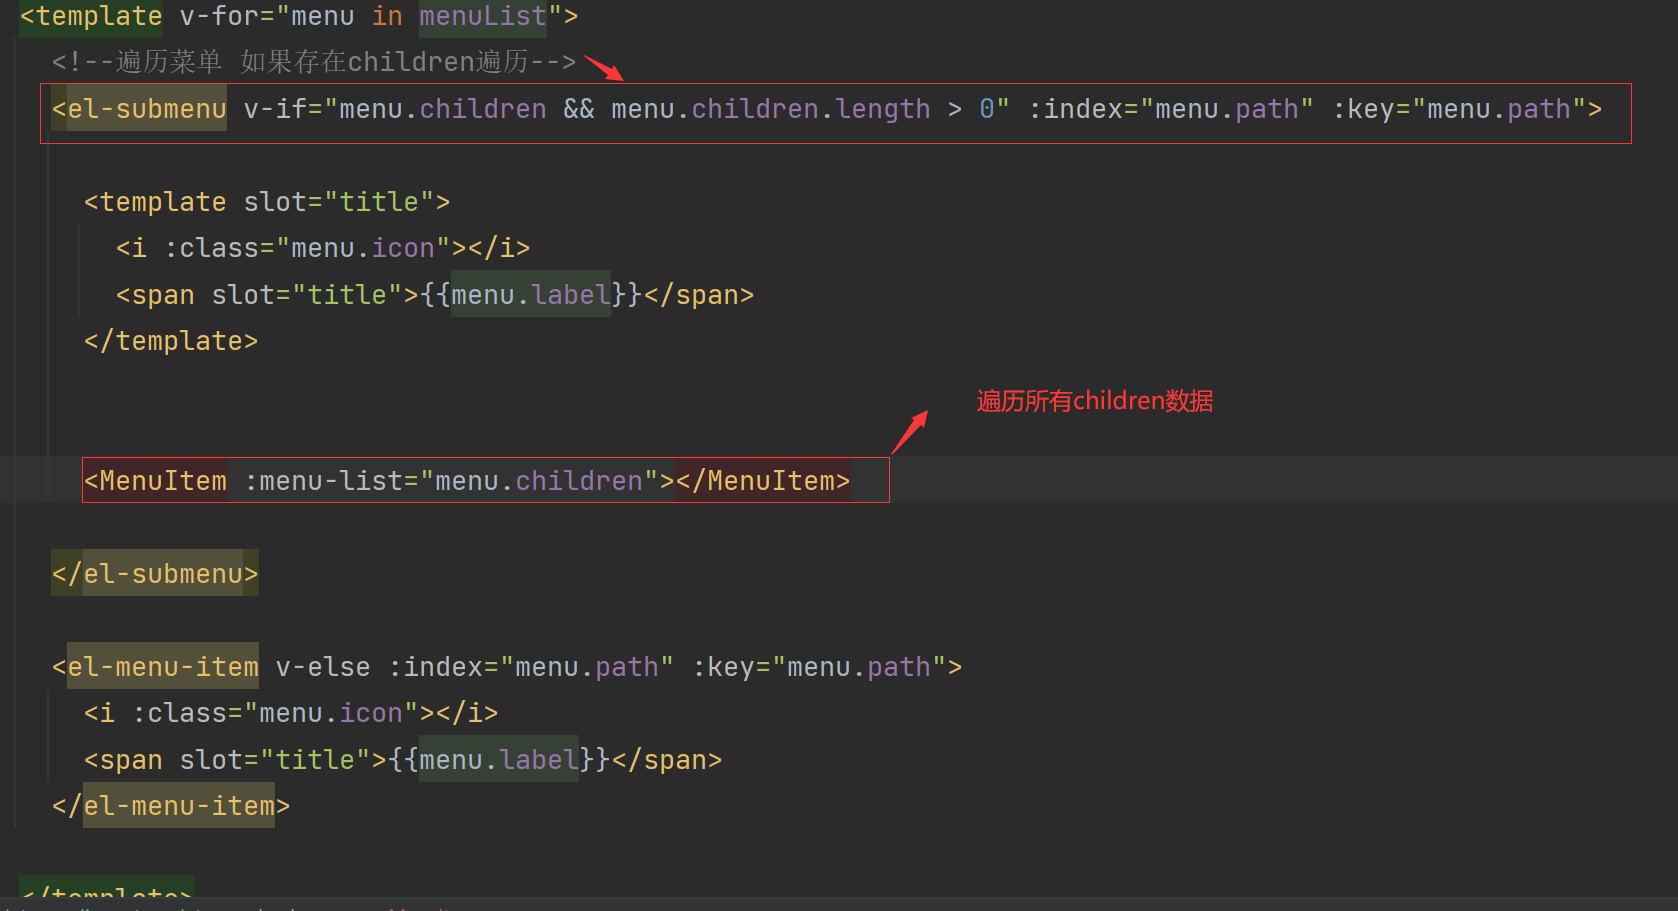 <template v-for="menu in menuList">
<!--遍历菜单 如果存在children遍历-->
<el-submenu v-if="menu.children && menu.children.length > 0" :index="menu.path" :key="menu.path">
<template slot="title">
<i :class="menu.icon"></i>
<span slot="title">{{menu.label}}</span>
</template>
遍历所有children数据
<MenuItem :menu-list="menu.children"></MenuItem>
</el-submenu>
<el-menu-item v-else :index="menu.path" :key="menu.path">
<i :class="menu.icon"></i>
<span slot="title">{{menu.label}}</span>
</el-menu-item>
</template>